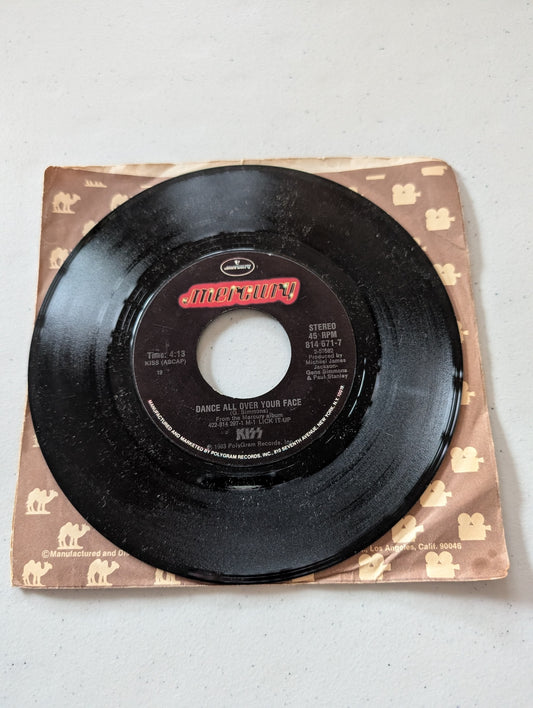 mercury
mercury
STEREO
45 RPM
814 671-7
2-57592
Produced by
Michael James
Jackson,
Gene Simmons
& Paul Stanley
Time: 4:13
KISS (ASCAP)
19
DANCE ALL OVER YOUR FACE
(G. Simmons)
From the Mercury album
422-814 297-1 M-1 LICK IT UP
KISS
℗ 1983 PolyGram Records, Inc.
MANUFACTURED AND MARKETED BY POLYGRAM RECORDS, INC., 810 SEVENTH AVENUE, NEW YORK, N.Y. 10019
©Manufactured and Di
, Los Angeles, Calif. 90046